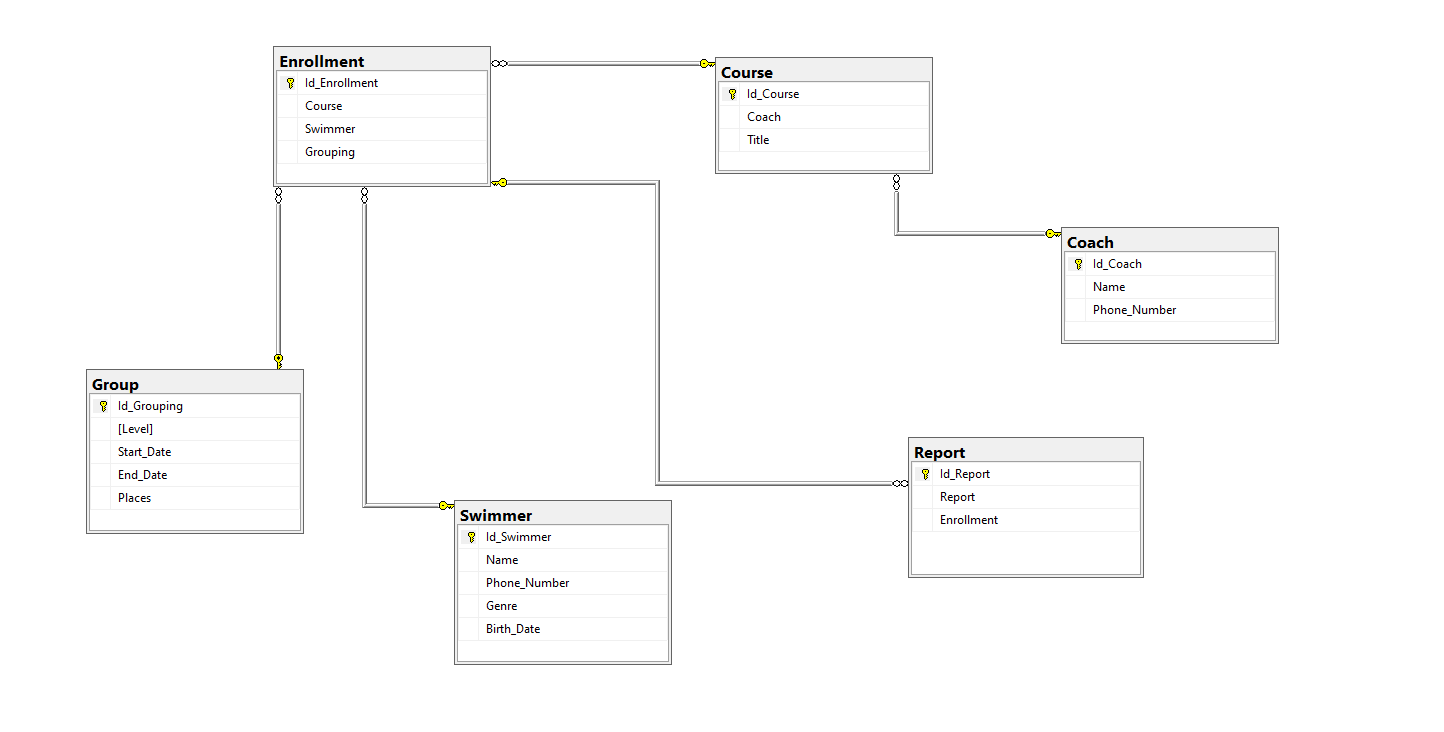 Enrollment
Id_Enrollment
Course
Swimmer
Grouping
Course
Id_Course
Coach
Title
Coach
Id_Coach
Name
Phone_Number
Group
Id_Grouping
[Level]
Start_Date
End_Date
Places
Swimmer
Id_Swimmer
Name
Phone_Number
Genre
Birth_Date
Report
Id_Report
Report
Enrollment